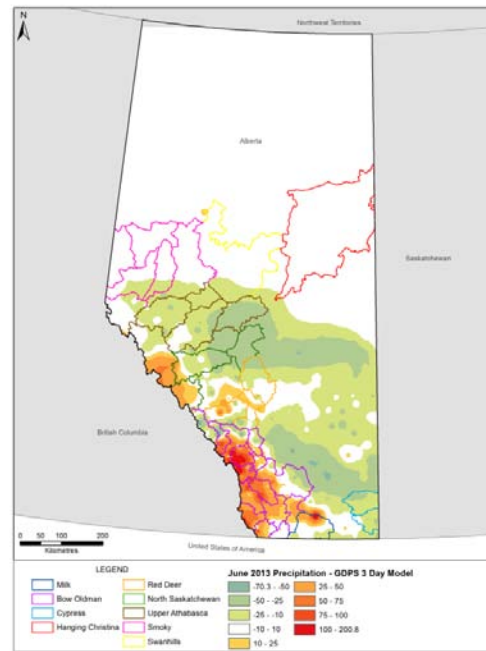 N
Northwest Territories
Alberta
Saskatchewan
British Columbia
0 50 100 200
Kilometres
United States of America
LEGEND
Milk
Bow Oldman
Cypress
Hanging Christina
Red Deer
North Saskatchewan
Upper Athabasca
Smoky
Swanhills
June 2013 Precipitation - GDPS 3 Day Model
-70.3 - -50
-50 - -25
-25 - -10
-10 - 10
10 - 25
25 - 50
50 - 75
75 - 100
100 - 200.8